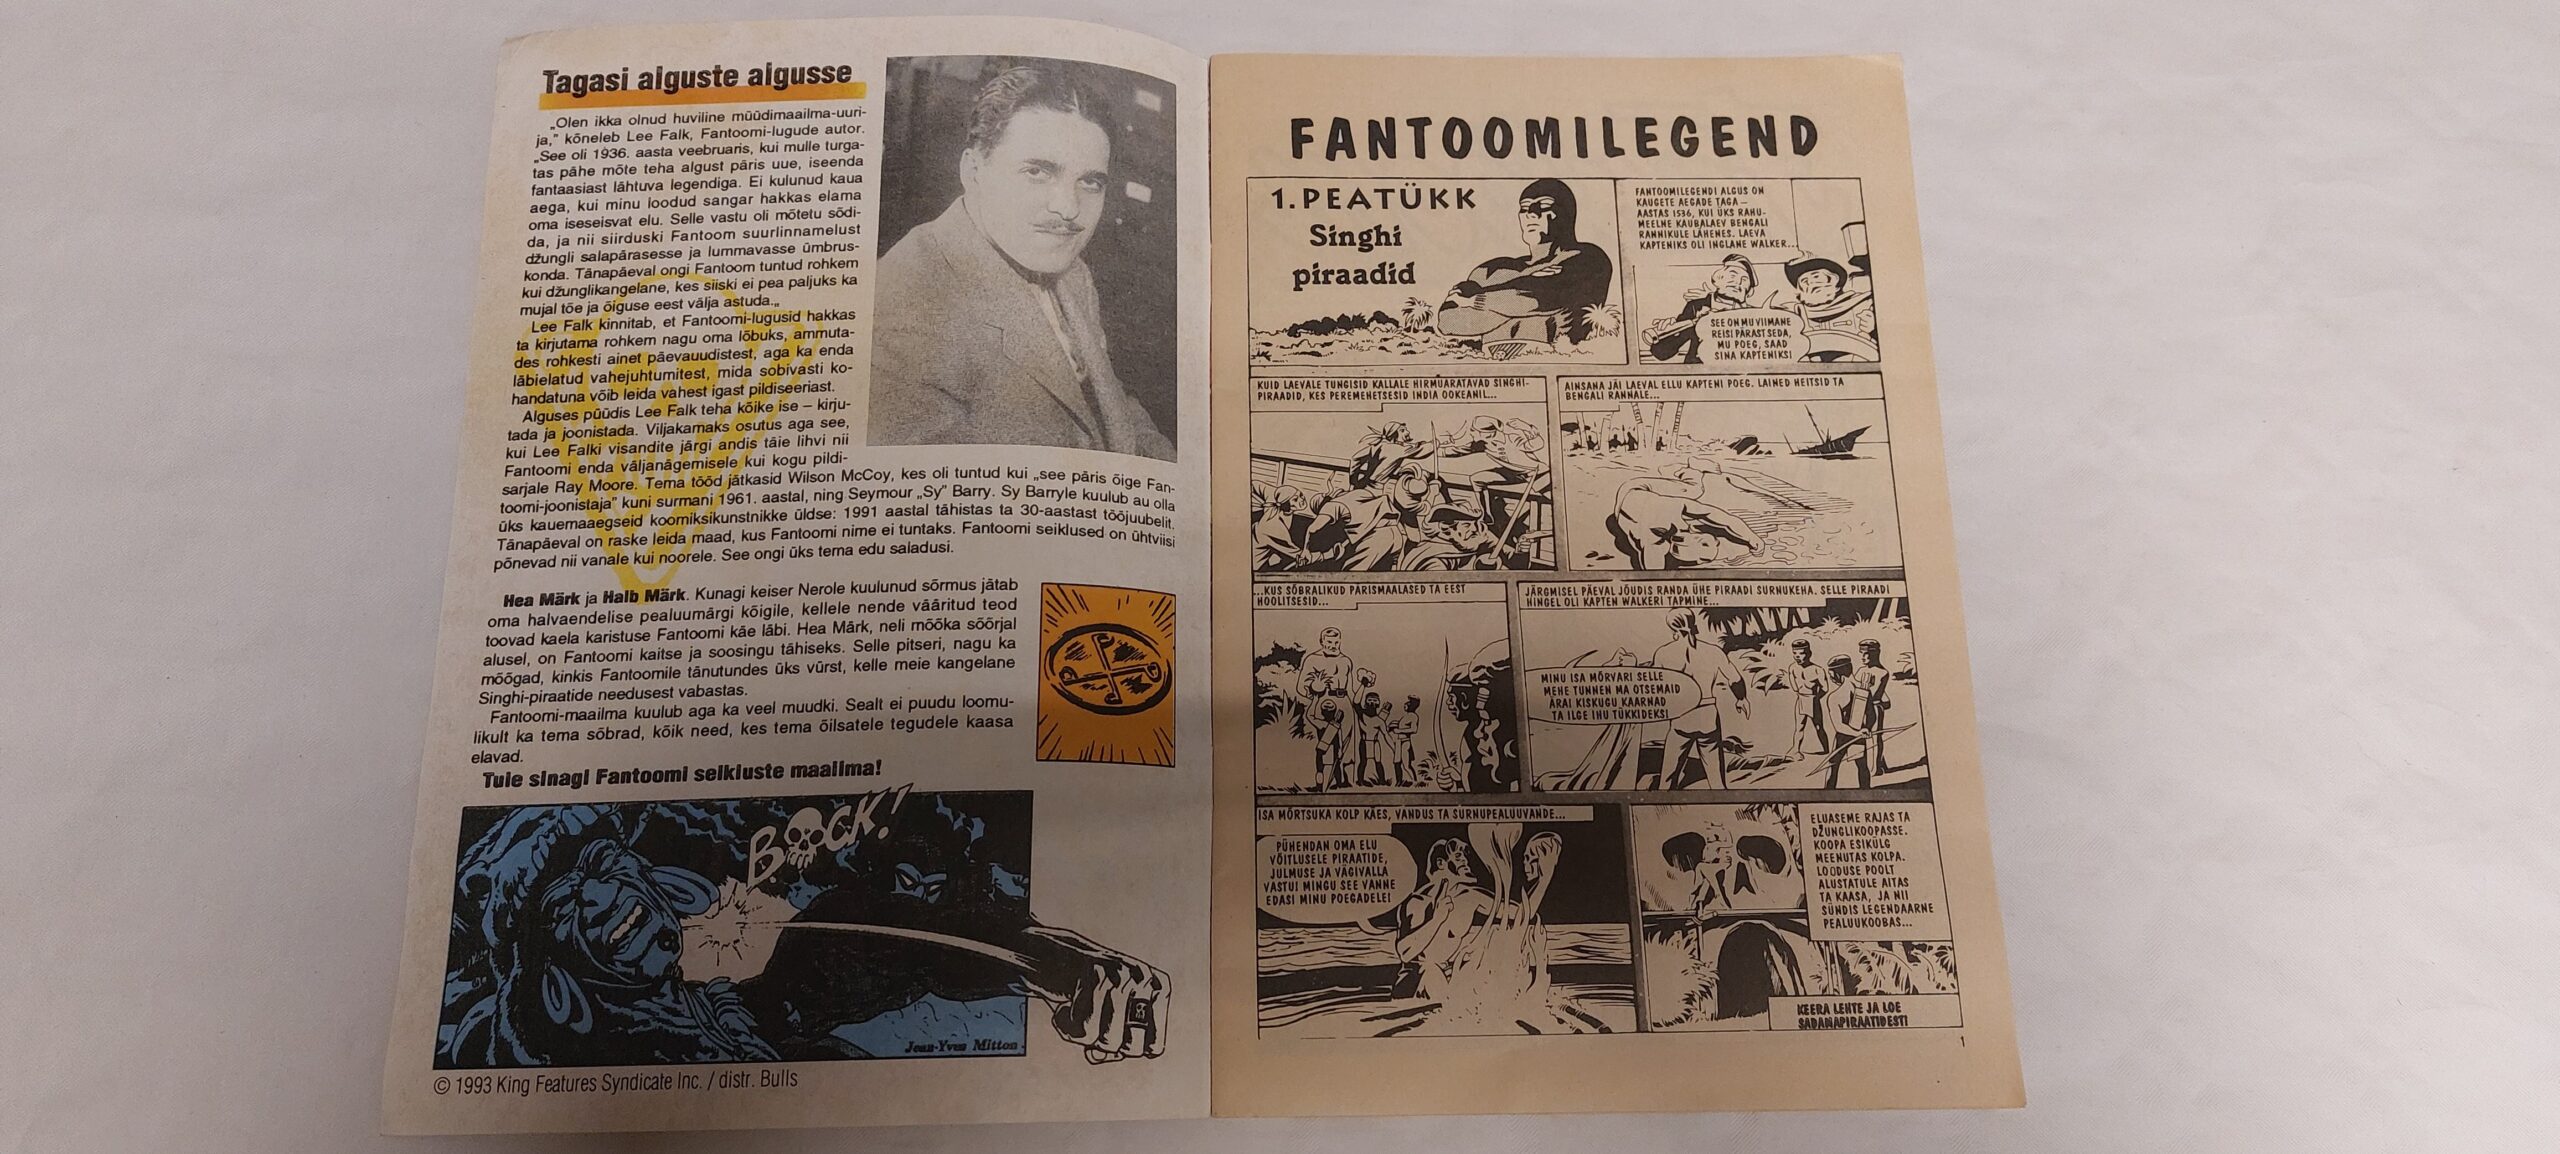 Tagasi alguste algusse
„Olen ikka olnud huviline müüdimaailma-uuri-
ja,” kõneleb Lee Falk, Fantoomi-lugude autor.
„See oli 1936. aasta veebruaris, kui mulle turga-
tas pähe mõte teha algust päris uue, iseenda
fantaasiast lähtuva legendiga. Ei kulunud kaua
aega, kui minu loodud sangar hakkas elama
oma iseseisvat elu. Selle vastu oli mõtetu sõdi-
da, ja nii siirduski Fantoom suurlinnamelust
džungli salapärasesse ja lummavasse ümbrus-
konda. Tänapäeval ongi Fantoom tuntud rohkem
kui džunglikangelane, kes siiski ei pea paljuks ka
mujal tõe ja õiguse eest välja astuda.„
Lee Falk kinnitab, et Fantoomi-lugusid hakkas
ta kirjutama rohkem nagu oma lõbuks, ammuta-
des rohkesti ainet päevauudistest, aga ka enda
läbielatud vahejuhtumitest, mida sobivasti ko-
handatuna võib leida vahest igast pildiseeriast.
Alguses püüdis Lee Falk teha kõike ise – kirju-
tada ja joonistada. Viljakamaks osutus aga see,
kui Lee Falki visandite järgi andis täie lihvi nii
Fantoomi enda väljanägemisele kui kogu pildi-
sarjale Ray Moore. Tema tööd jätkasid Wilson McCoy, kes oli tuntud kui „see päris õige Fan-
toomi-joonistaja” kuni surmani 1961. aastal, ning Seymour „Sy” Barry. Sy Barryle kuulub au olla
üks kauemaaegseid koomiksikunstnikke üldse: 1991 aastal tähistas ta 30-aastast tööjuubelit.
Tänapäeval on raske leida maad, kus Fantoomi nime ei tuntaks. Fantoomi seiklused on ühtviisi
põnevad nii vanale kui noorele. See ongi üks tema edu saladusi.
Hea Märk ja Halb Märk. Kunagi keiser Nerole kuulunud sõrmus jätab
oma halvaendelise pealuumärgi kõigile, kellele nende vääritud teod
toovad kaela karistuse Fantoomi käe läbi. Hea Märk, neli mõõka sõõrjal
alusel, on Fantoomi kaitse ja soosingu tähiseks. Selle pitseri, nagu ka
mõõgad, kinkis Fantoomile tänutundes üks vürst, kelle meie kangelane
Singhi-piraatide needusest vabastas.
Fantoomi-maailma kuulub aga ka veel muudki. Sealt ei puudu loomu-
likult ka tema sõbrad, kõik need, kes tema õilsatele tegudele kaasa
elavad.
Tule sinagi Fantoomi seikluste maailma!
BOCK!
Jean-Yves Mitton
© 1993 King Features Syndicate Inc. / distr. Bulls
FANTOOMILEGEND
1. PEATÜKK
Singhi
piraadid
FANTOOMILEGENDI ALGUS ON
KAUGETE AEGADE TAGA –
AASTAS 1536, KUI ÜKS RAHU-
MEELNE KAUBALAEV BENGALI
RANNIKULE LÄHENES. LAEVA
KAPTENIKS OLI INGLANE WALKER...
SEE ON MU VIIMANE
REIS! PÄRAST SEDA,
MU POEG, SAAD
SINA KAPTENIKS!
KUID LAEVALE TUNGISID KALLALE HIRMUÄRATAVAD SINGHI-
PIRAADID, KES PEREMEHETSESID INDIA OOKEANIL...
AINSANA JÄI LAEVAL ELLU KAPTENI POEG. LAINED HEITSID TA
BENGALI RANNALE...
...KUS SÕBRALIKUD PÄRISMAALASED TA EEST
HOOLITSESID...
JÄRGMISEL PÄEVAL JÕUDIS RANDA ÜHE PIRAADI SURNUKEHA. SELLE PIRAADI
HINGEL OLI KAPTEN WALKERI TAPMINE...
MINU ISA MÕRVARI SELLE
MEHE TUNNEN MA OTSEMAID
ÄRA! KISKUGU KAARNAD
TA ILGE IHU TÜKKIDEKS!
ISA MÕRTSUKA KOLP KÄES, VANDUS TA SURNUPEALUUVANDE...
PÜHENDAN OMA ELU
VÕITLUSELE PIRAATIDE,
JULMUSE JA VÄGIVALLA
VASTU! MINGU SEE VANNE
EDASI MINU POEGADELE!
ELUASEME RAJAS TA
DŽUNGLIKOOPASSE.
KOOPA ESIKÜLG
MEENUTAS KOLPA.
LOODUSE POOLT
ALUSTATULE AITAS
TA KAASA, JA NII
SÜNDIS LEGENDAARNE
PEALUUKOOBAS...
KEERA LEHTE JA LOE
SADAMAPIRAATIDEST!
1